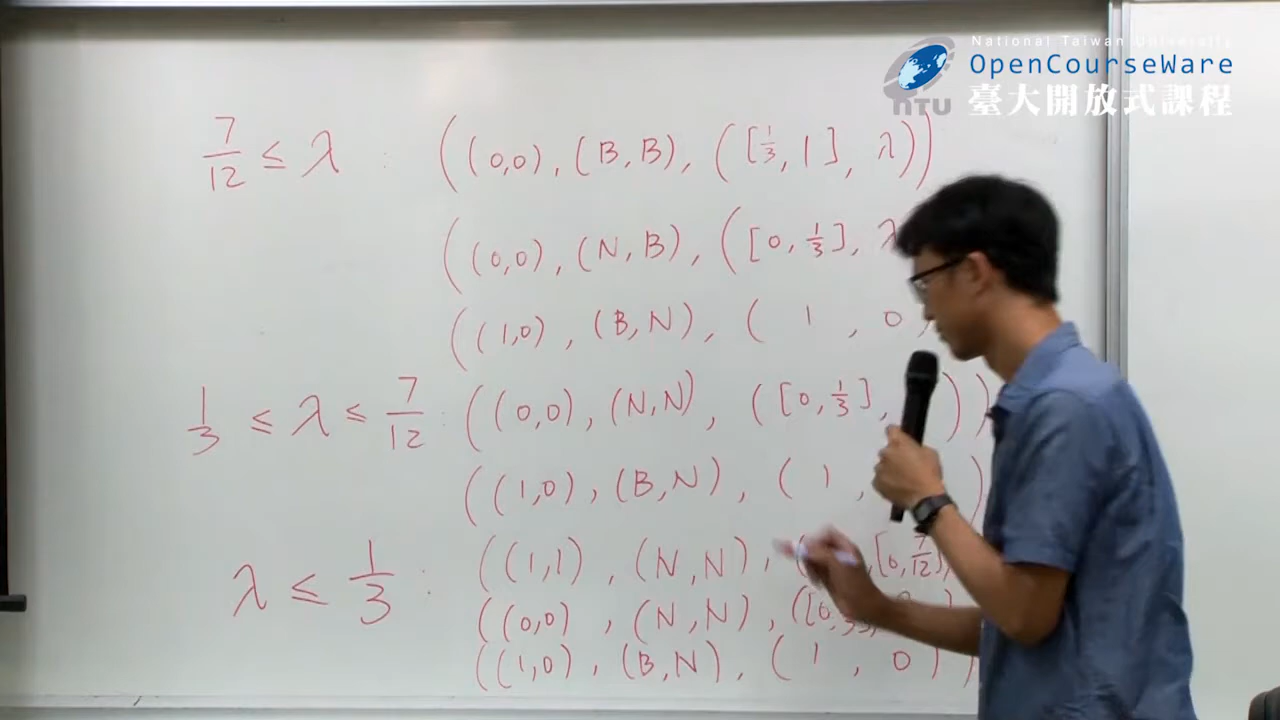 National Taiwan University
OpenCourseWare
NTU 臺大開放式課程
7/12 ≤ λ : ((0,0), (B,B), ([1/3, 1], λ))
((0,0), (N,B), ([0, 1/3], λ
((1,0), (B,N), ( 1 , 0
1/3 ≤ λ ≤ 7/12 : ((0,0), (N,N), ([0, 1/3], ))
((1,0), (B,N), ( 1, )
λ ≤ 1/3 : ((1,1), (N,N), ( , [0, 7/12],
((0,0), (N,N), ([0,
((1,0), (B,N), ( 1 , 0 ))